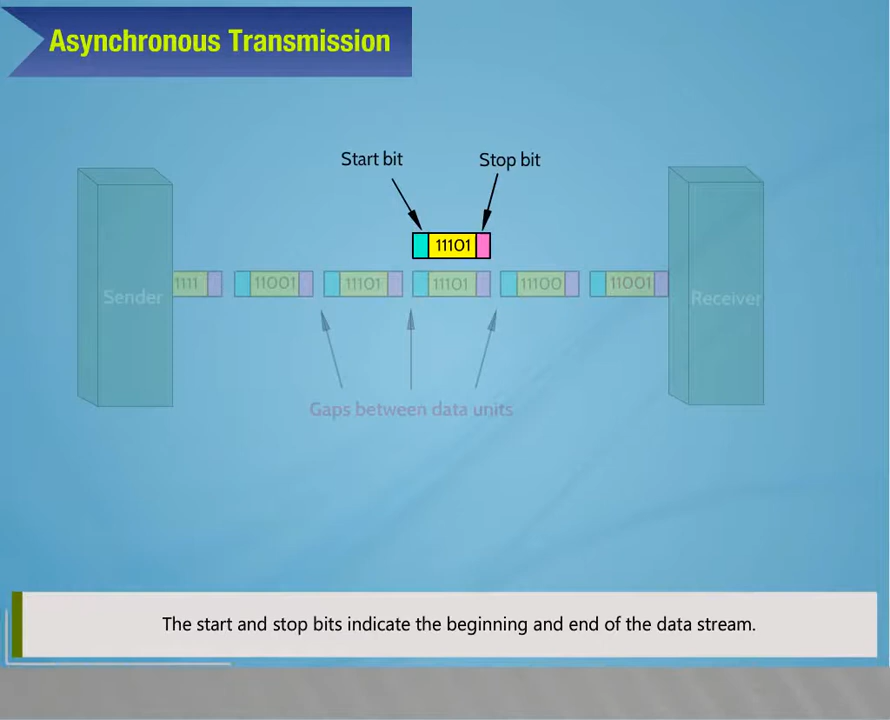 Asynchronous Transmission
Start bit
Stop bit
11101
Sender
1111
11001
11101
11101
11100
11001
Receiver
Gaps between data units
The start and stop bits indicate the beginning and end of the data stream.